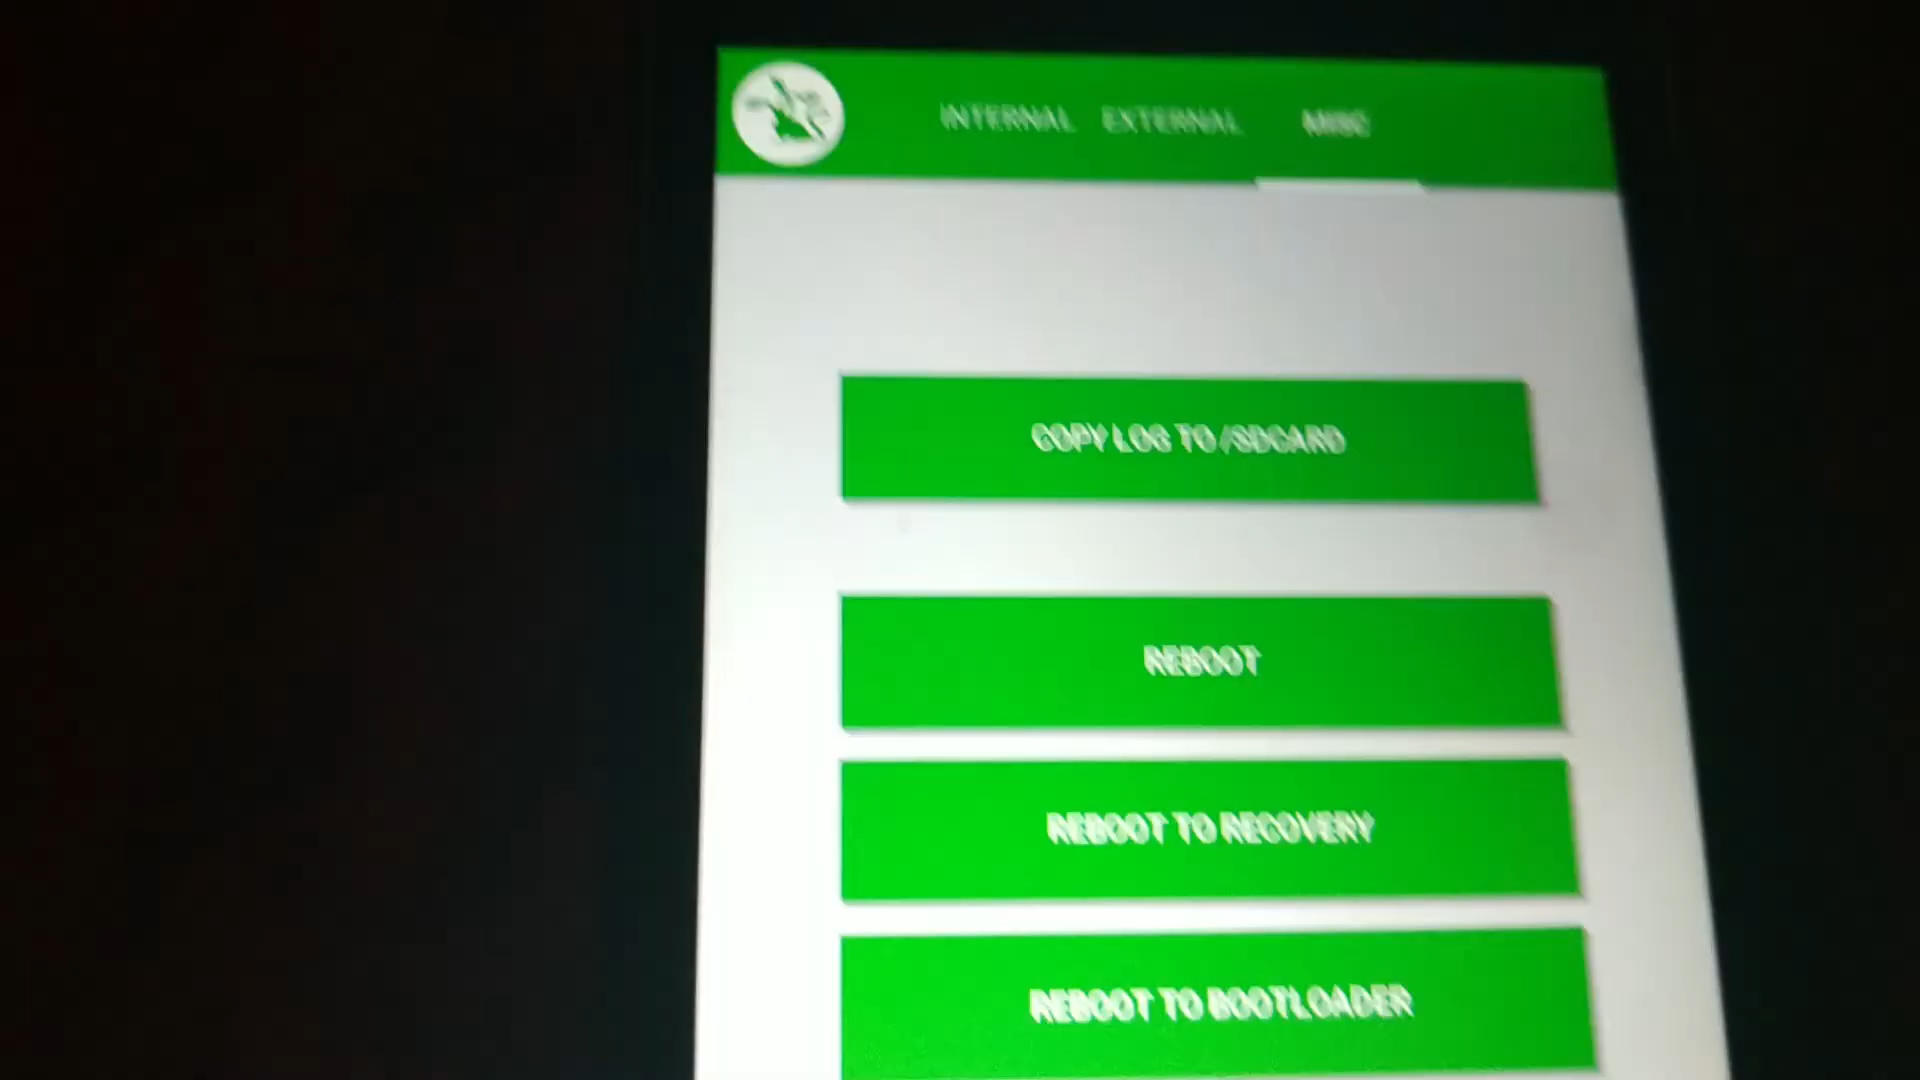 INTERNAL EXTERNAL MISC
COPY LOG TO /SDCARD
REBOOT
REBOOT TO RECOVERY
REBOOT TO BOOTLOADER